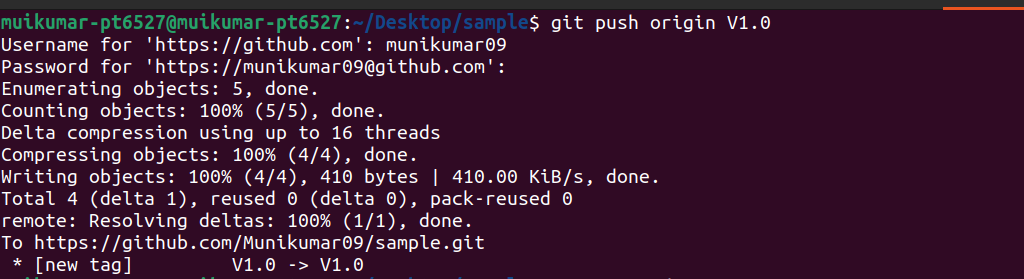 muikumar-pt6527@muikumar-pt6527:~/Desktop/sample$ git push origin V1.0
Username for 'https://github.com': munikumar09
Password for 'https://munikumar09@github.com':
Enumerating objects: 5, done.
Counting objects: 100% (5/5), done.
Delta compression using up to 16 threads
Compressing objects: 100% (4/4), done.
Writing objects: 100% (4/4), 410 bytes | 410.00 KiB/s, done.
Total 4 (delta 1), reused 0 (delta 0), pack-reused 0
remote: Resolving deltas: 100% (1/1), done.
To https://github.com/Munikumar09/sample.git
 * [new tag]         V1.0 -> V1.0